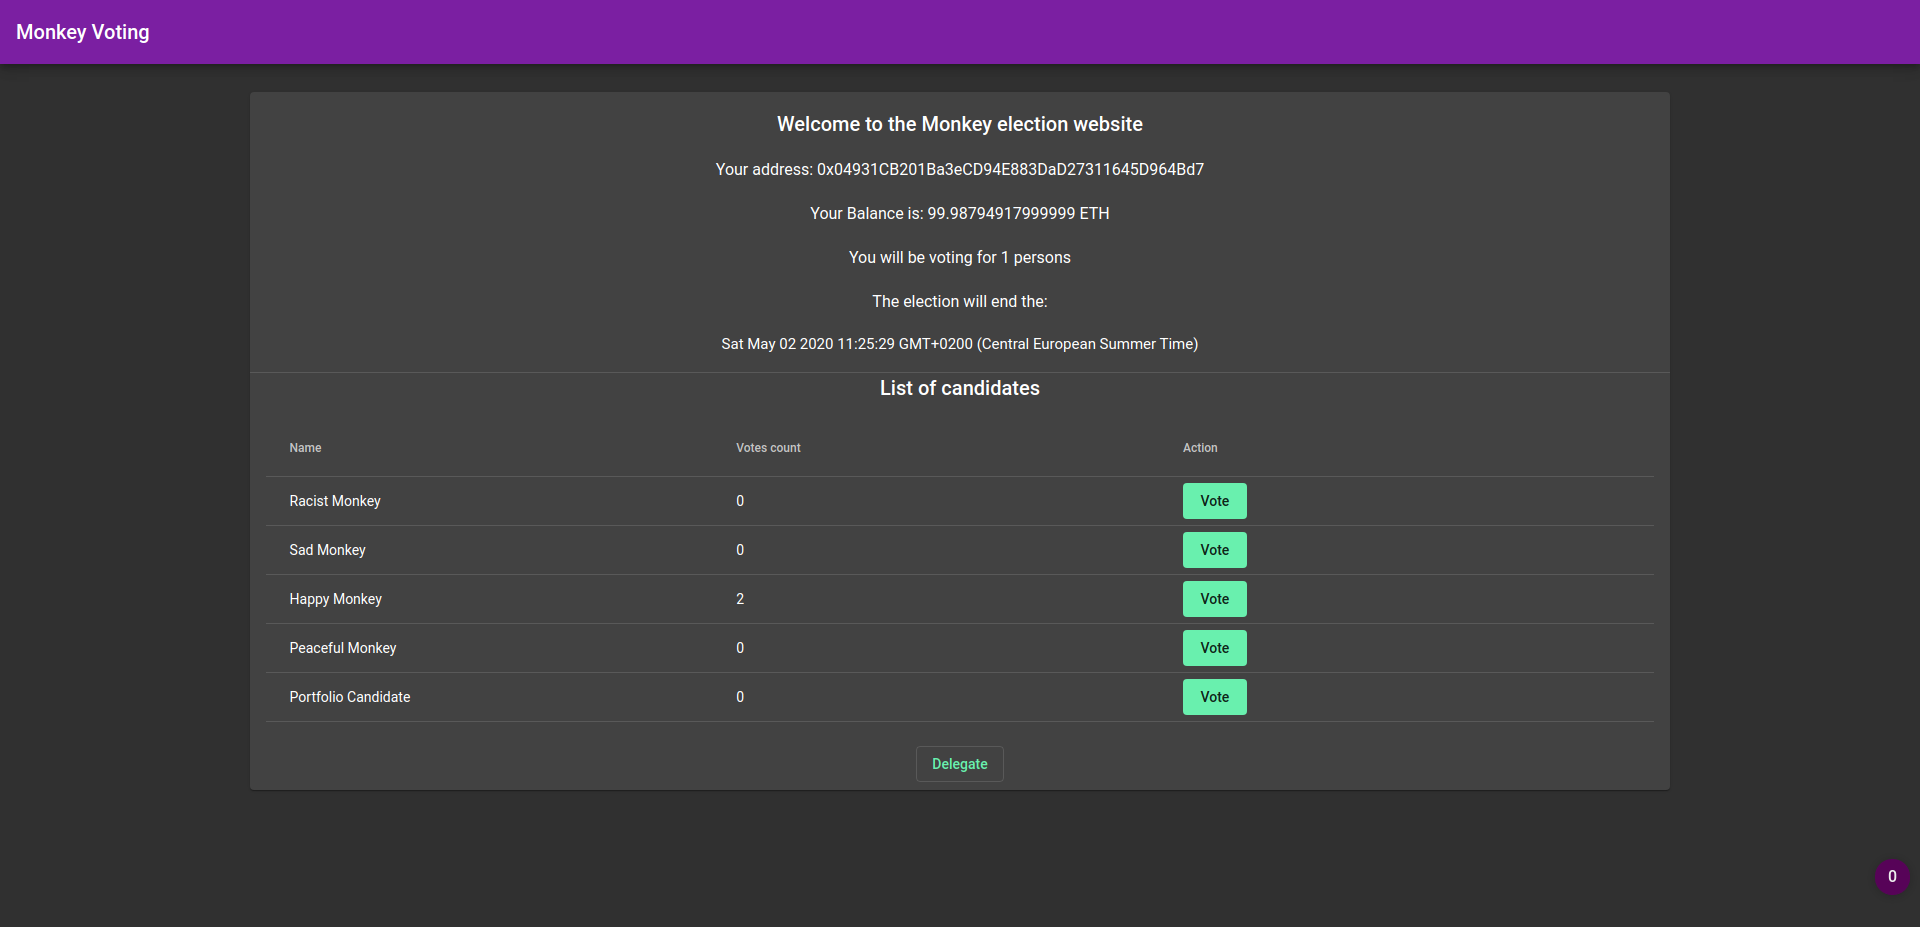 Monkey Voting
Welcome to the Monkey election website
Your address: 0x04931CB201Ba3eCD94E883DaD27311645D964Bd7
Your Balance is: 99.98794917999999 ETH
You will be voting for 1 persons
The election will end the:
Sat May 02 2020 11:25:29 GMT+0200 (Central European Summer Time)
List of candidates
Name Votes count Action
Racist Monkey 0 Vote
Sad Monkey 0 Vote
Happy Monkey 2 Vote
Peaceful Monkey 0 Vote
Portfolio Candidate 0 Vote
Delegate
0